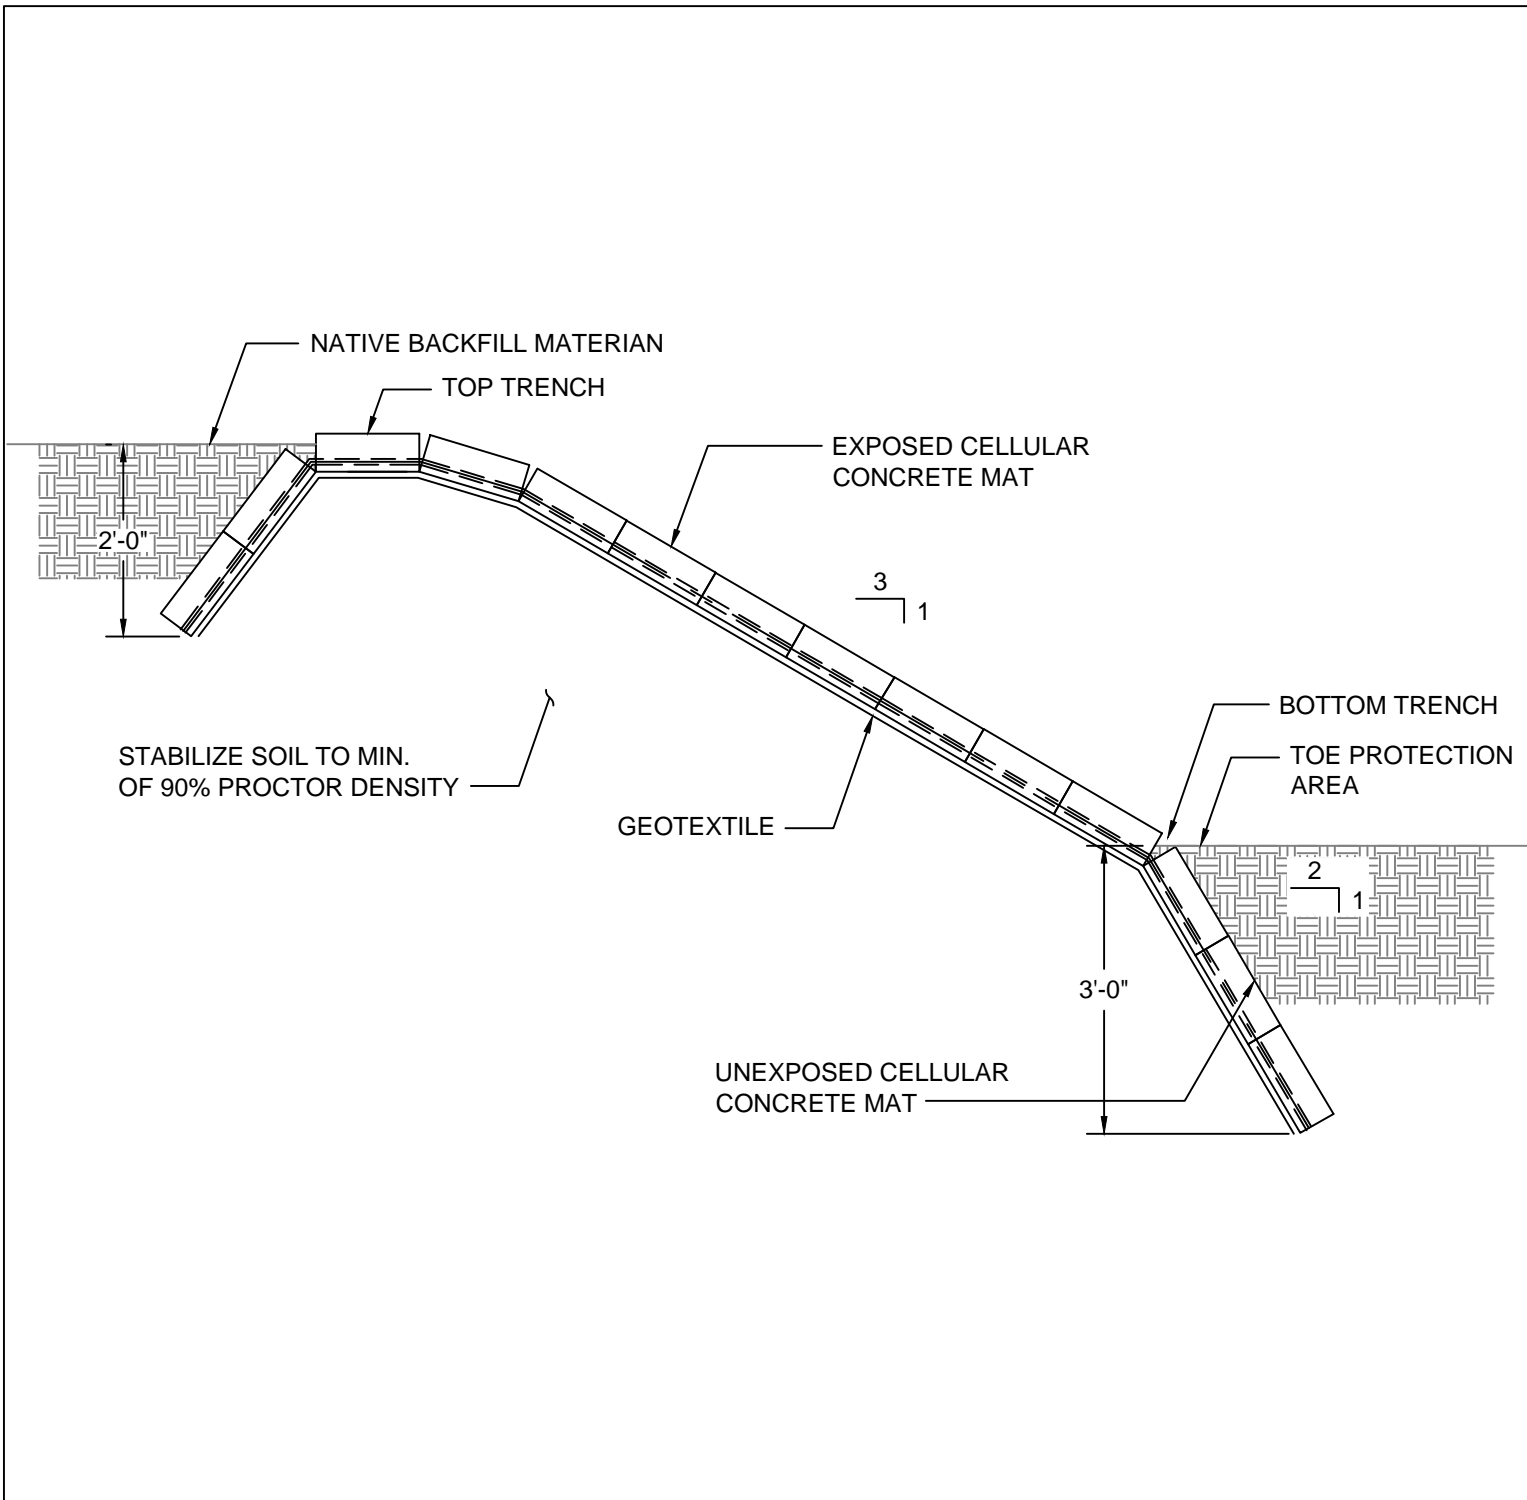 NATIVE BACKFILL MATERIAN
TOP TRENCH
EXPOSED CELLULAR
CONCRETE MAT
2'-0"
3
1
STABILIZE SOIL TO MIN.
OF 90% PROCTOR DENSITY
BOTTOM TRENCH
TOE PROTECTION
AREA
GEOTEXTILE
2
1
3'-0"
UNEXPOSED CELLULAR
CONCRETE MAT